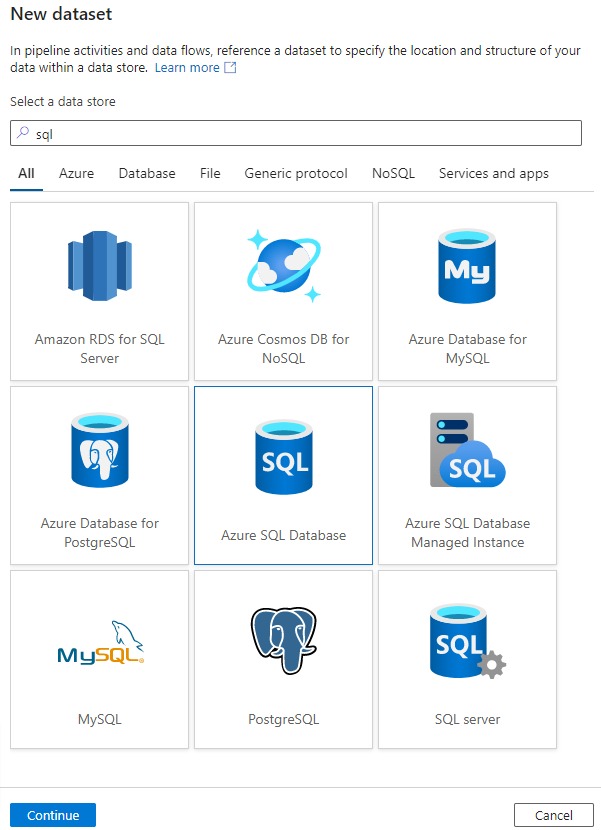 New dataset
In pipeline activities and data flows, reference a dataset to specify the location and structure of your
data within a data store. Learn more
Select a data store
sql
All Azure Database File Generic protocol NoSQL Services and apps
My
Amazon RDS for SQL
Server
Azure Cosmos DB for
NoSQL
Azure Database for
MySQL
SQL
SQL
Azure Database for
PostgreSQL
Azure SQL Database
Azure SQL Database
Managed Instance
MySQL
SQL
MySQL
PostgreSQL
SQL server
Continue Cancel